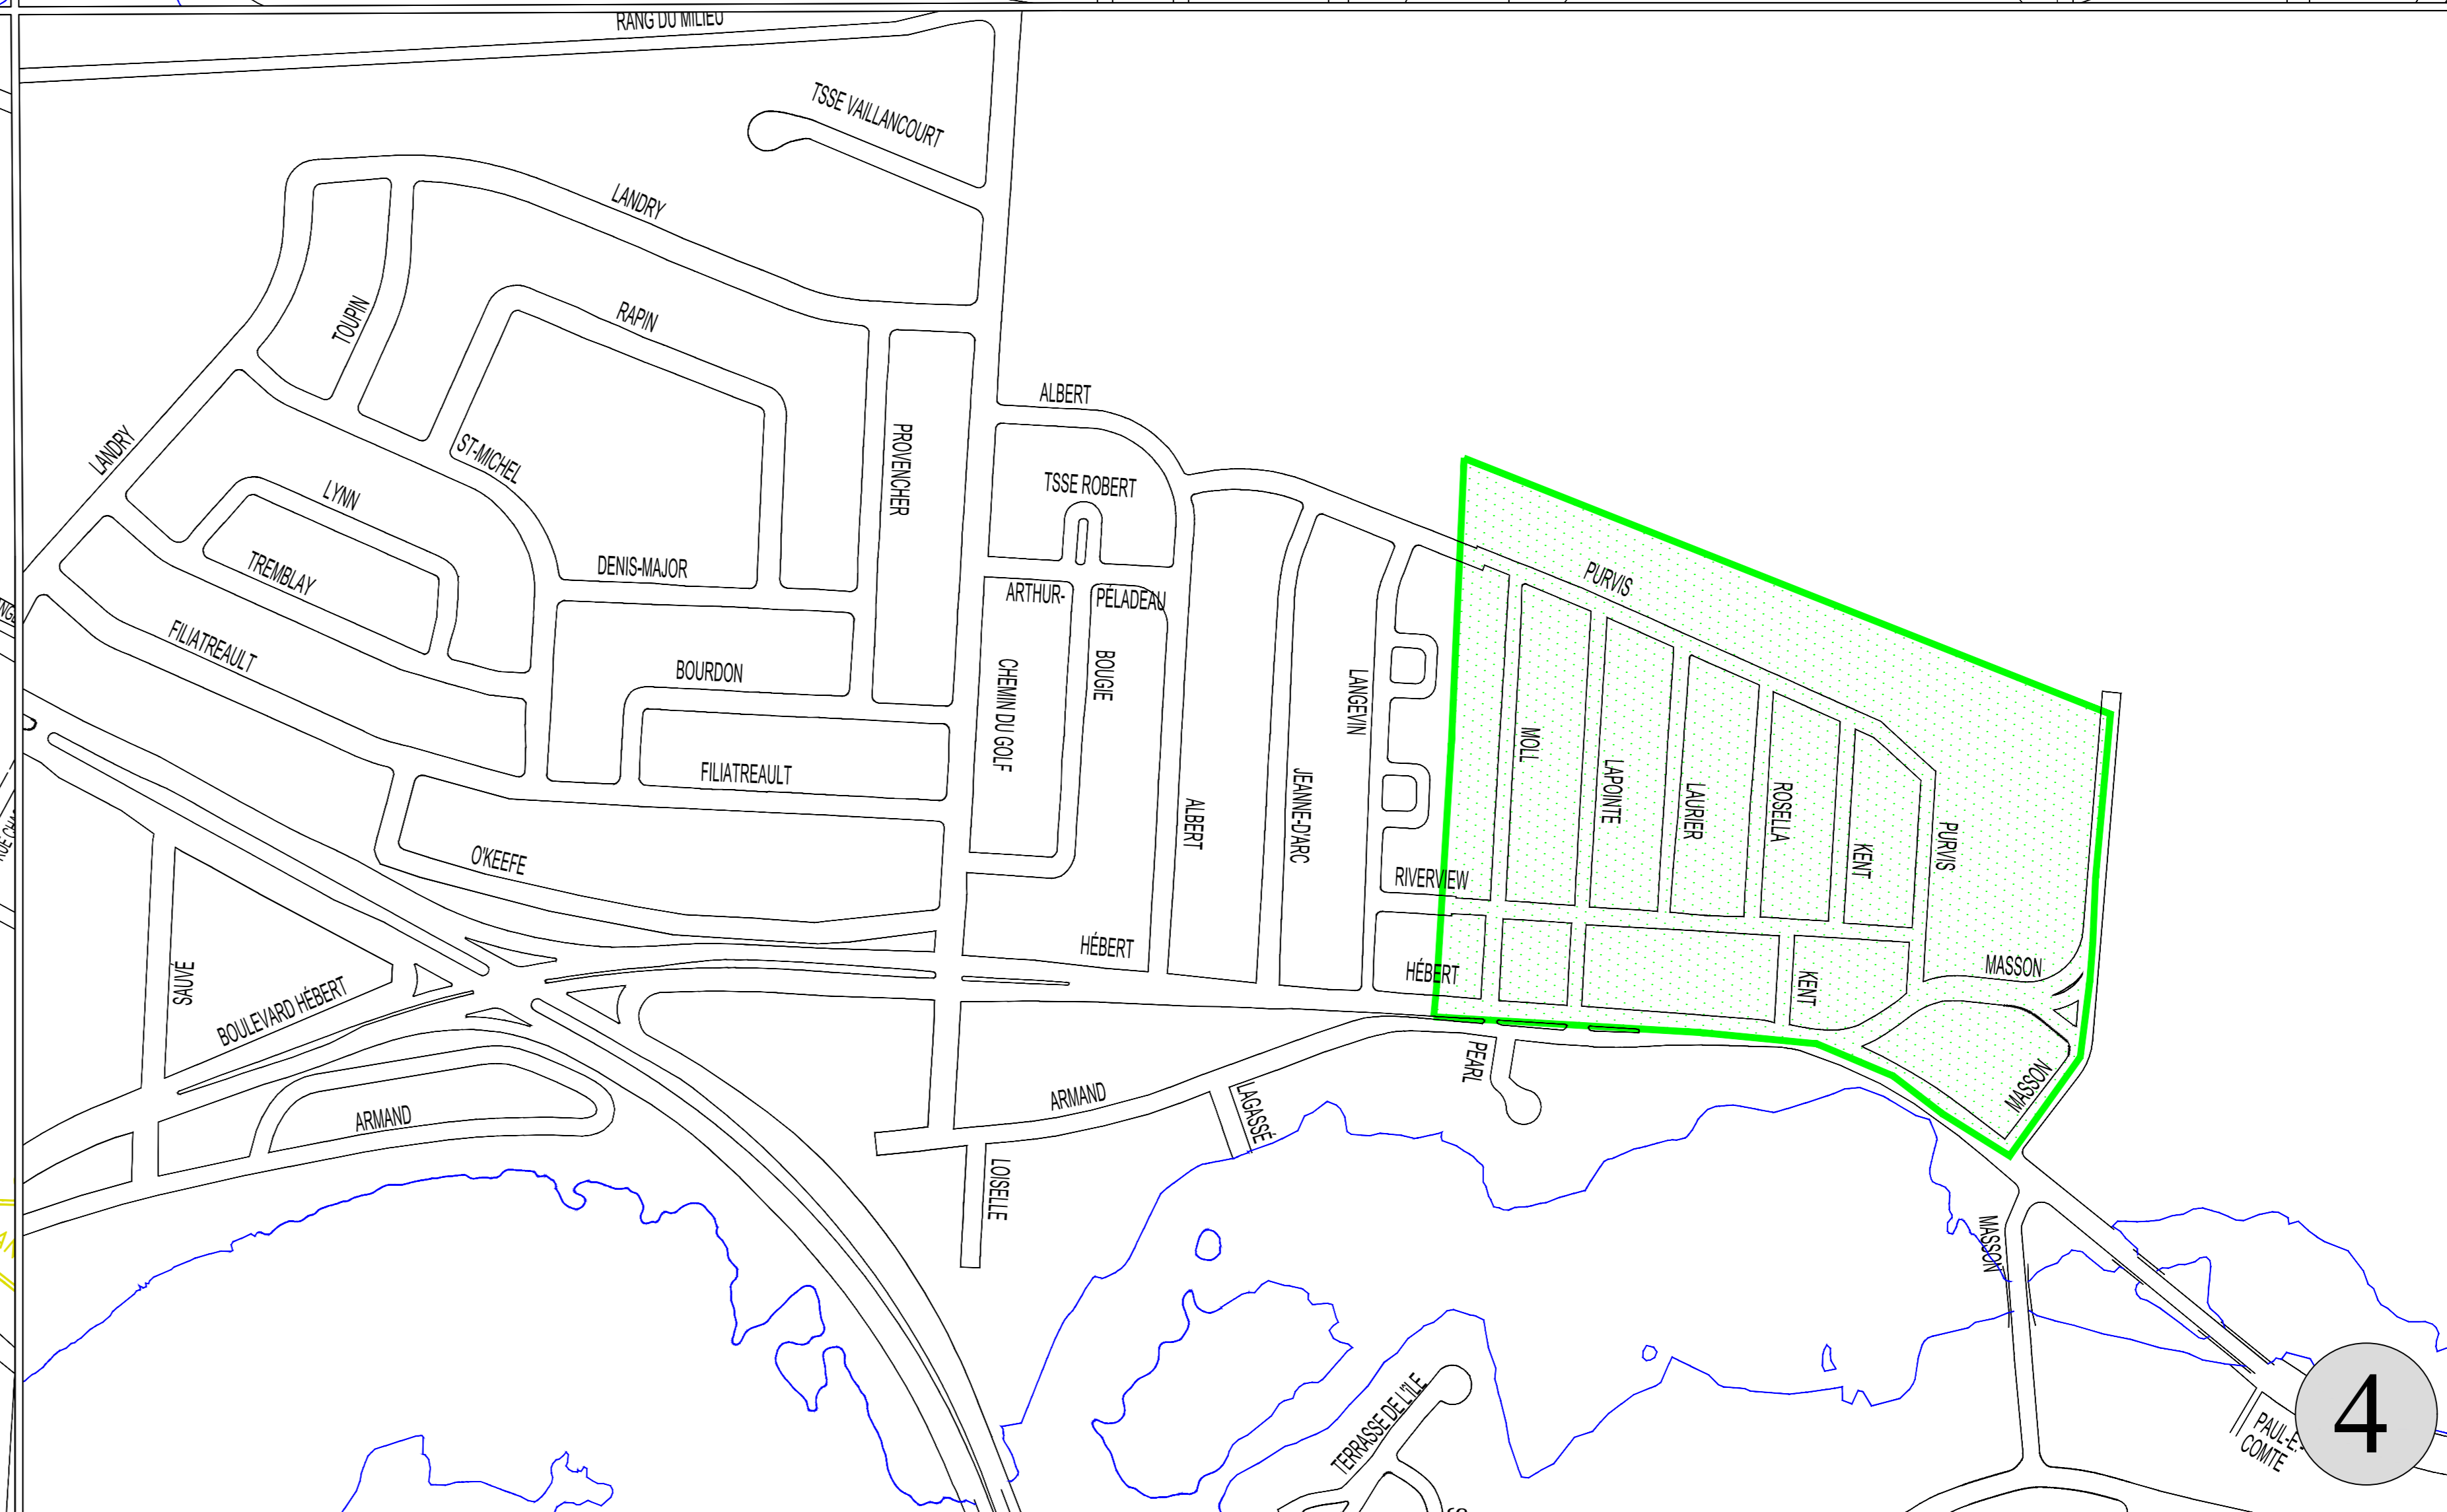 RANG DU MILIEU
TSSE VAILLANCOURT
LANDRY
TOUPIN
RAPIN
ALBERT
LANDRY
ST-MICHEL
PROVENCHER
LYNN
TSSE ROBERT
TREMBLAY
DENIS-MAJOR
PURVIS
ARTHUR-
PÉLADEAU
FILIATREAULT
BOURDON
CHEMIN DU GOLF
BOUGIE
LANGEVIN
MOLL
FILIATREAULT
LAPOINTE
LAURIER
ROSELLA
ALBERT
JEANNE-D'ARC
KENT
PURVIS
O'KEEFE
RIVERVIEW
HÉBERT
HÉBERT
MASSON
KENT
SAUVÉ
BOULEVARD HÉBERT
PEARL
MASSON
ARMAND
ARMAND
LAGASSÉ
LOISELLE
MASSON
TERRASSE DE L'ILE
PAUL-E.-
COMTE
4